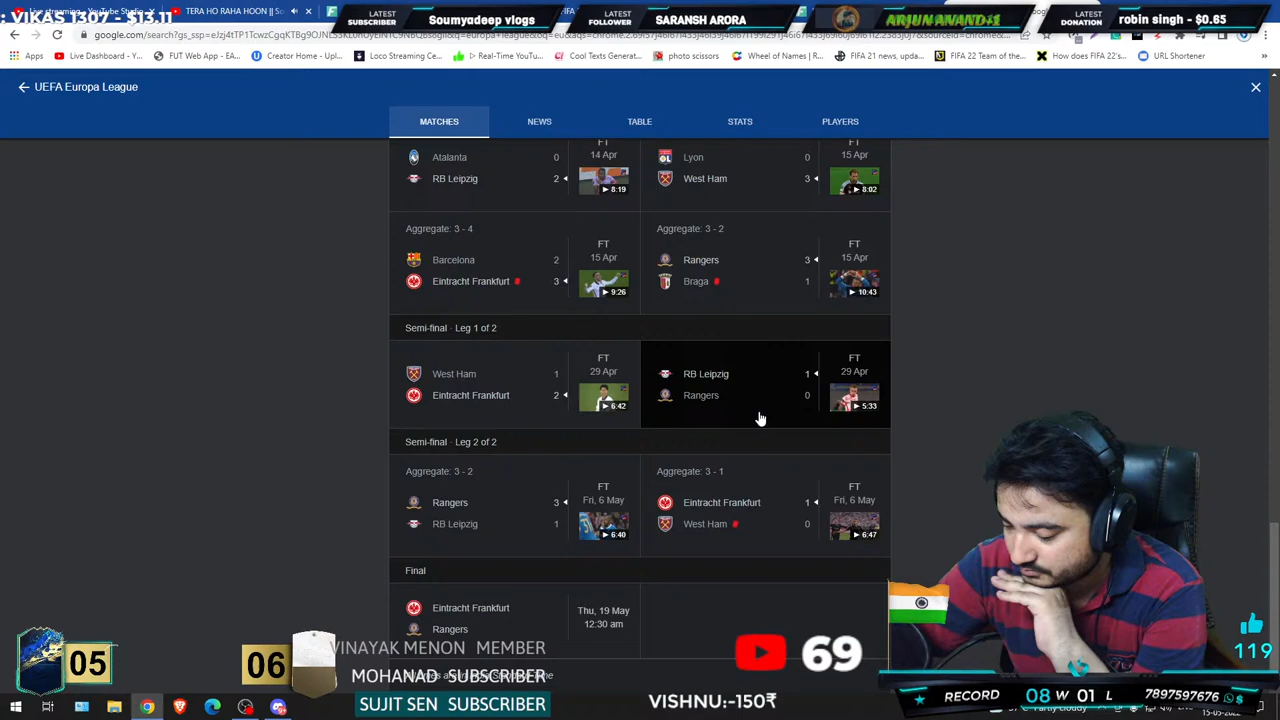 VIKAS 1307 - $13.11
TERA HO RAHA HOON || S
LATEST SUBSCRIBER
Soumyadeep vlogs
LATEST FOLLOWER
SARANSH ARORA
ARJUN ANAND
LATEST DONATION
robin singh - $0.65
Apps
Live Dashboard - Yo...
FUT Web App - EA...
Creator Home - Upl...
Loco Streaming Ce...
Real-Time YouTu...
Cool Texts Generat...
photo scissors
Wheel of Names | R...
FIFA 21 news, upda...
FIFA 22 Team of the...
How does FIFA 22's...
URL Shortener
UEFA Europa League
MATCHES NEWS TABLE STATS PLAYERS
Atalanta 0
RB Leipzig 2
FT
14 Apr
8:19
Lyon 0
West Ham 3
FT
15 Apr
8:02
Aggregate: 3 - 4
Barcelona 2
Eintracht Frankfurt 3
FT
15 Apr
9:26
Aggregate: 3 - 2
Rangers 3
Braga 1
FT
15 Apr
10:43
Semi-final · Leg 1 of 2
West Ham 1
Eintracht Frankfurt 2
FT
29 Apr
6:42
RB Leipzig 1
Rangers 0
FT
29 Apr
5:33
Semi-final · Leg 2 of 2
Aggregate: 3 - 2
Rangers 3
RB Leipzig 1
FT
Fri, 6 May
6:40
Aggregate: 3 - 1
Eintracht Frankfurt 1
West Ham 0
FT
Fri, 6 May
6:47
Final
Eintracht Frankfurt
Rangers
Thu, 19 May
12:30 am
05
06
VINAYAK MENON MEMBER
MOHANAN SUBSCRIBER
SUJIT SEN SUBSCRIBER
69
VISHNU:-150₹
119
RECORD 08 W 01 L 7897597676